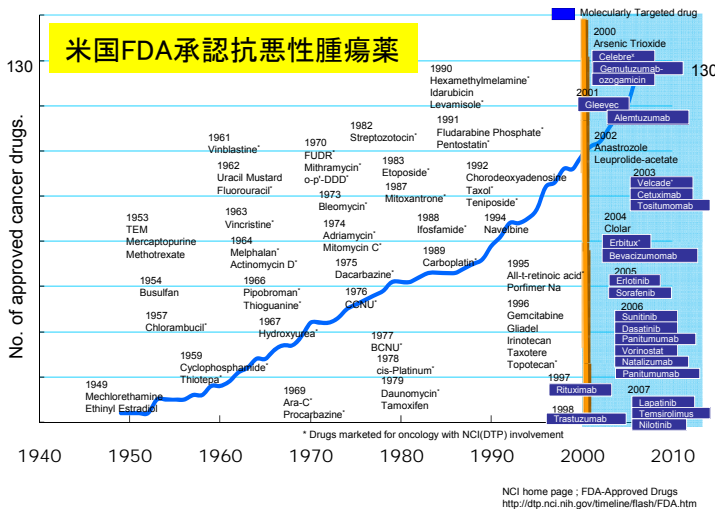 Molecularly Targeted drug
米国FDA承認抗悪性腫瘍薬
130
130
No. of approved cancer drugs.
1949
Mechlorethamine
Ethinyl Estradiol
1953
TEM
Mercaptopurine
Methotrexate
1954
Busulfan
1957
Chlorambucil*
1959
Cyclophosphamide*
Thiotepa*
1961
Vinblastine*
1962
Uracil Mustard
Fluorouracil*
1963
Vincristine*
1964
Melphalan*
Actinomycin D*
1966
Pipobroman*
Thioguanine*
1967
Hydroxyurea*
1969
Ara-C*
Procarbazine*
1970
FUDR*
Mithramycin*
o-p'-DDD*
1973
Bleomycin*
1974
Adriamycin*
Mitomycin C*
1975
Dacarbazine*
1976
CCNU*
1977
BCNU*
1978
cis-Platinum*
1979
Daunomycin*
Tamoxifen
1982
Streptozotocin*
1983
Etoposide*
1987
Mitoxantrone*
1988
Ifosfamide*
1989
Carboplatin*
1990
Hexamethylmelamine*
Idarubicin
Levamisole*
1991
Fludarabine Phosphate*
Pentostatin*
1992
Chorodeoxyadenosine
Taxol*
Teniposide*
1994
Navelbine
1995
All-t-retinoic acid*
Porfimer Na
1996
Gemcitabine
Gliadel
Irinotecan
Taxotere
Topotecan*
1997
Rituximab
1998
Trastuzumab
2000
Arsenic Trioxide
Celebre*
Gemutuzumab-
ozogamicin
2001
Gleevec
Alemtuzumab
2002
Anastrozole
Leuprolide-acetate
2003
Velcade*
Cetuximab
Tositumomab
2004
Clolar
Erbitux*
Bevacizumomab
2005
Erlotinib
Sorafenib
2006
Sunitinib
Dasatinib
Panitumumab
Vorinostat
Natalizumab
Panitumumab
2007
Lapatinib
Temsirolimus
Nilotinib
* Drugs marketed for oncology with NCI(DTP) involvement
1940 1950 1960 1970 1980 1990 2000 2010
NCI home page ; FDA-Approved Drugs
http://dtp.nci.nih.gov/timeline/flash/FDA.htm